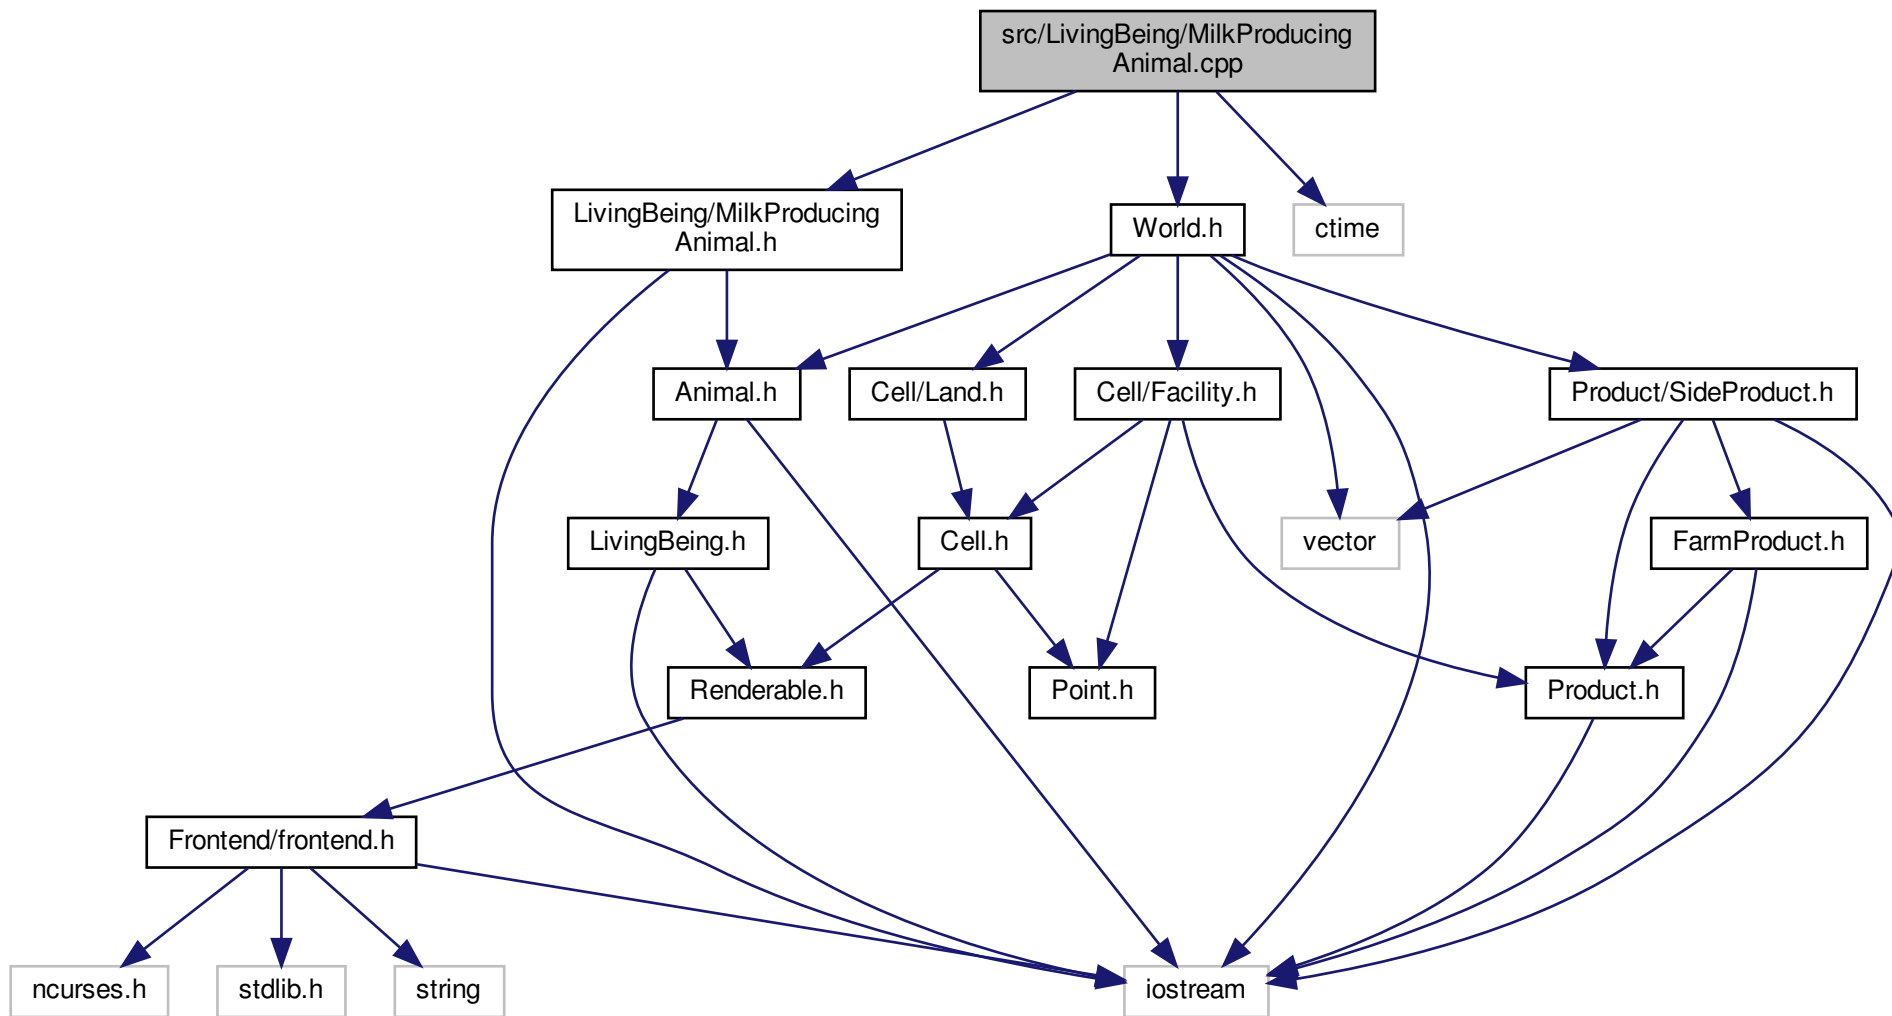 src/LivingBeing/MilkProducing
Animal.cpp
LivingBeing/MilkProducing
Animal.h
World.h
ctime
Animal.h
Cell/Land.h
Cell/Facility.h
Product/SideProduct.h
LivingBeing.h
Cell.h
vector
FarmProduct.h
Renderable.h
Point.h
Product.h
Frontend/frontend.h
ncurses.h
stdlib.h
string
iostream